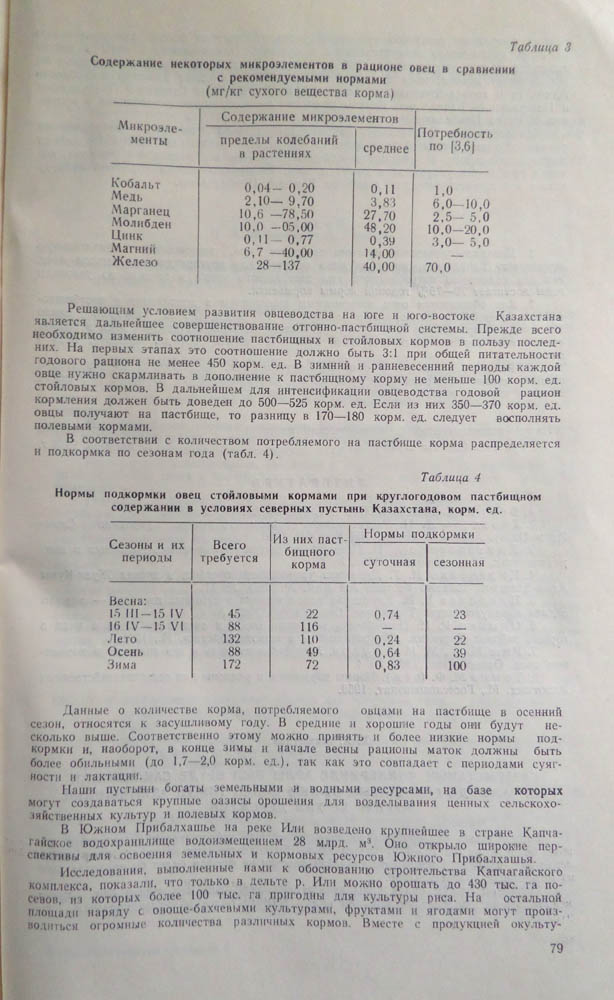 Таблица 3
Содержание некоторых микроэлементов в рационе овец в сравнении
с рекомендуемыми нормами
(мг/кг сухого вещества корма)
Микроэле-
менты
Содержание микроэлементов
пределы колебаний
в растениях
среднее
Потребность
по [3,6]
Кобальт 0,04— 0,20 0,11 1,0
Медь 2,10— 9,70 3,83 6,0—10,0
Марганец 10,6 —78,50 27,70 2,5— 5,0
Молибден 10,0 —05,00 48,20 10,0—20,0
Цинк 0,11— 0,77 0,39 3,0— 5,0
Магний 6,7 —40,00 14,00 —
Железо 28—137 40,00 70,0
Решающим условием развития овцеводства на юге и юго-востоке Казахстана
является дальнейшее совершенствование отгонно-пастбищной системы. Прежде всего
необходимо изменить соотношение пастбищных и стойловых кормов в пользу послед-
них. На первых этапах это соотношение должно быть 3:1 при общей питательности
годового рациона не менее 450 корм. ед. В зимний и ранневесенний периоды каждой
овце нужно скармливать в дополнение к пастбищному корму не меньше 100 корм. ед.
стойловых кормов. В дальнейшем для интенсификации овцеводства годовой рацион
кормления должен быть доведен до 500—525 корм. ед. Если из них 350—370 корм. ед.
овцы получают на пастбище, то разницу в 170—180 корм. ед. следует восполнять
полевыми кормами.
В соответствии с количеством потребляемого на пастбище корма распределяется
и подкормка по сезонам года (табл. 4).
Таблица 4
Нормы подкормки овец стойловыми кормами при круглогодовом пастбищном
содержании в условиях северных пустынь Казахстана, корм. ед.
Сезоны и их
периоды
Всего
требуется
Из них паст-
бищного
корма
Нормы подкормки
суточная
сезонная
Весна:
15 III—15 IV 45 22 0,74 23
16 IV—15 VI 88 116 — —
Лето 132 110 0,24 22
Осень 88 49 0,64 39
Зима 172 72 0,83 100
Данные о количестве корма, потребляемого овцами на пастбище в осенний
сезон, относятся к засушливому году. В средние и хорошие годы они будут не-
сколько выше. Соответственно этому можно принять и более низкие нормы под-
кормки и, наоборот, в конце зимы и начале весны рационы маток должны быть
более обильными (до 1,7—2,0 корм. ед.), так как это совпадает с периодами суяг-
ности и лактации.
Наши пустыни богаты земельными и водными ресурсами, на базе которых
могут создаваться крупные оазисы орошения для возделывания ценных сельскохо-
зяйственных культур и полевых кормов.
В Южном Прибалхашье на реке Или возведено крупнейшее в стране Капча-
гайское водохранилище водоизмещением 28 млрд. м³. Оно открыло широкие пер-
спективы для освоения земельных и кормовых ресурсов Южного Прибалхашья.
Исследования, выполненные нами к обоснованию строительства Капчагайского
комплекса, показали, что только в дельте р. Или можно орошать до 430 тыс. га по-
севов, из которых более 100 тыс. га пригодны для культуры риса. На остальной
площади наряду с овоще-бахчевыми культурами, фруктами и ягодами могут произ-
водиться огромные количества различных кормов. Вместе с продукцией окульту-
79